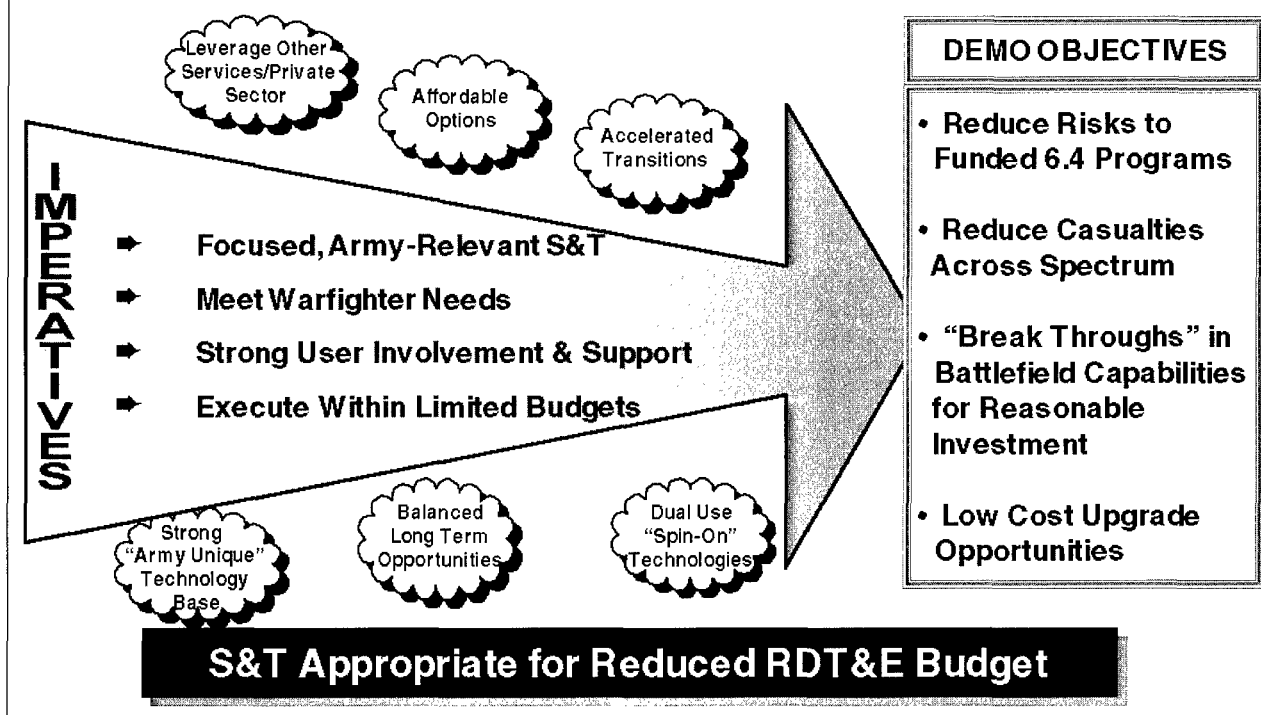 Leverage Other
Services/Private
Sector
Affordable
Options
Accelerated
Transitions
IMPERATIVES
Focused, Army-Relevant S&T
Meet Warfighter Needs
Strong User Involvement & Support
Execute Within Limited Budgets
Strong
"Army Unique"
Technology
Base
Balanced
Long Term
Opportunities
Dual Use
"Spin-On"
Technologies
DEMO OBJECTIVES
• Reduce Risks to
Funded 6.4 Programs
• Reduce Casualties
Across Spectrum
• "Break Throughs" in
Battlefield Capabilities
for Reasonable
Investment
• Low Cost Upgrade
Opportunities
S&T Appropriate for Reduced RDT&E Budget